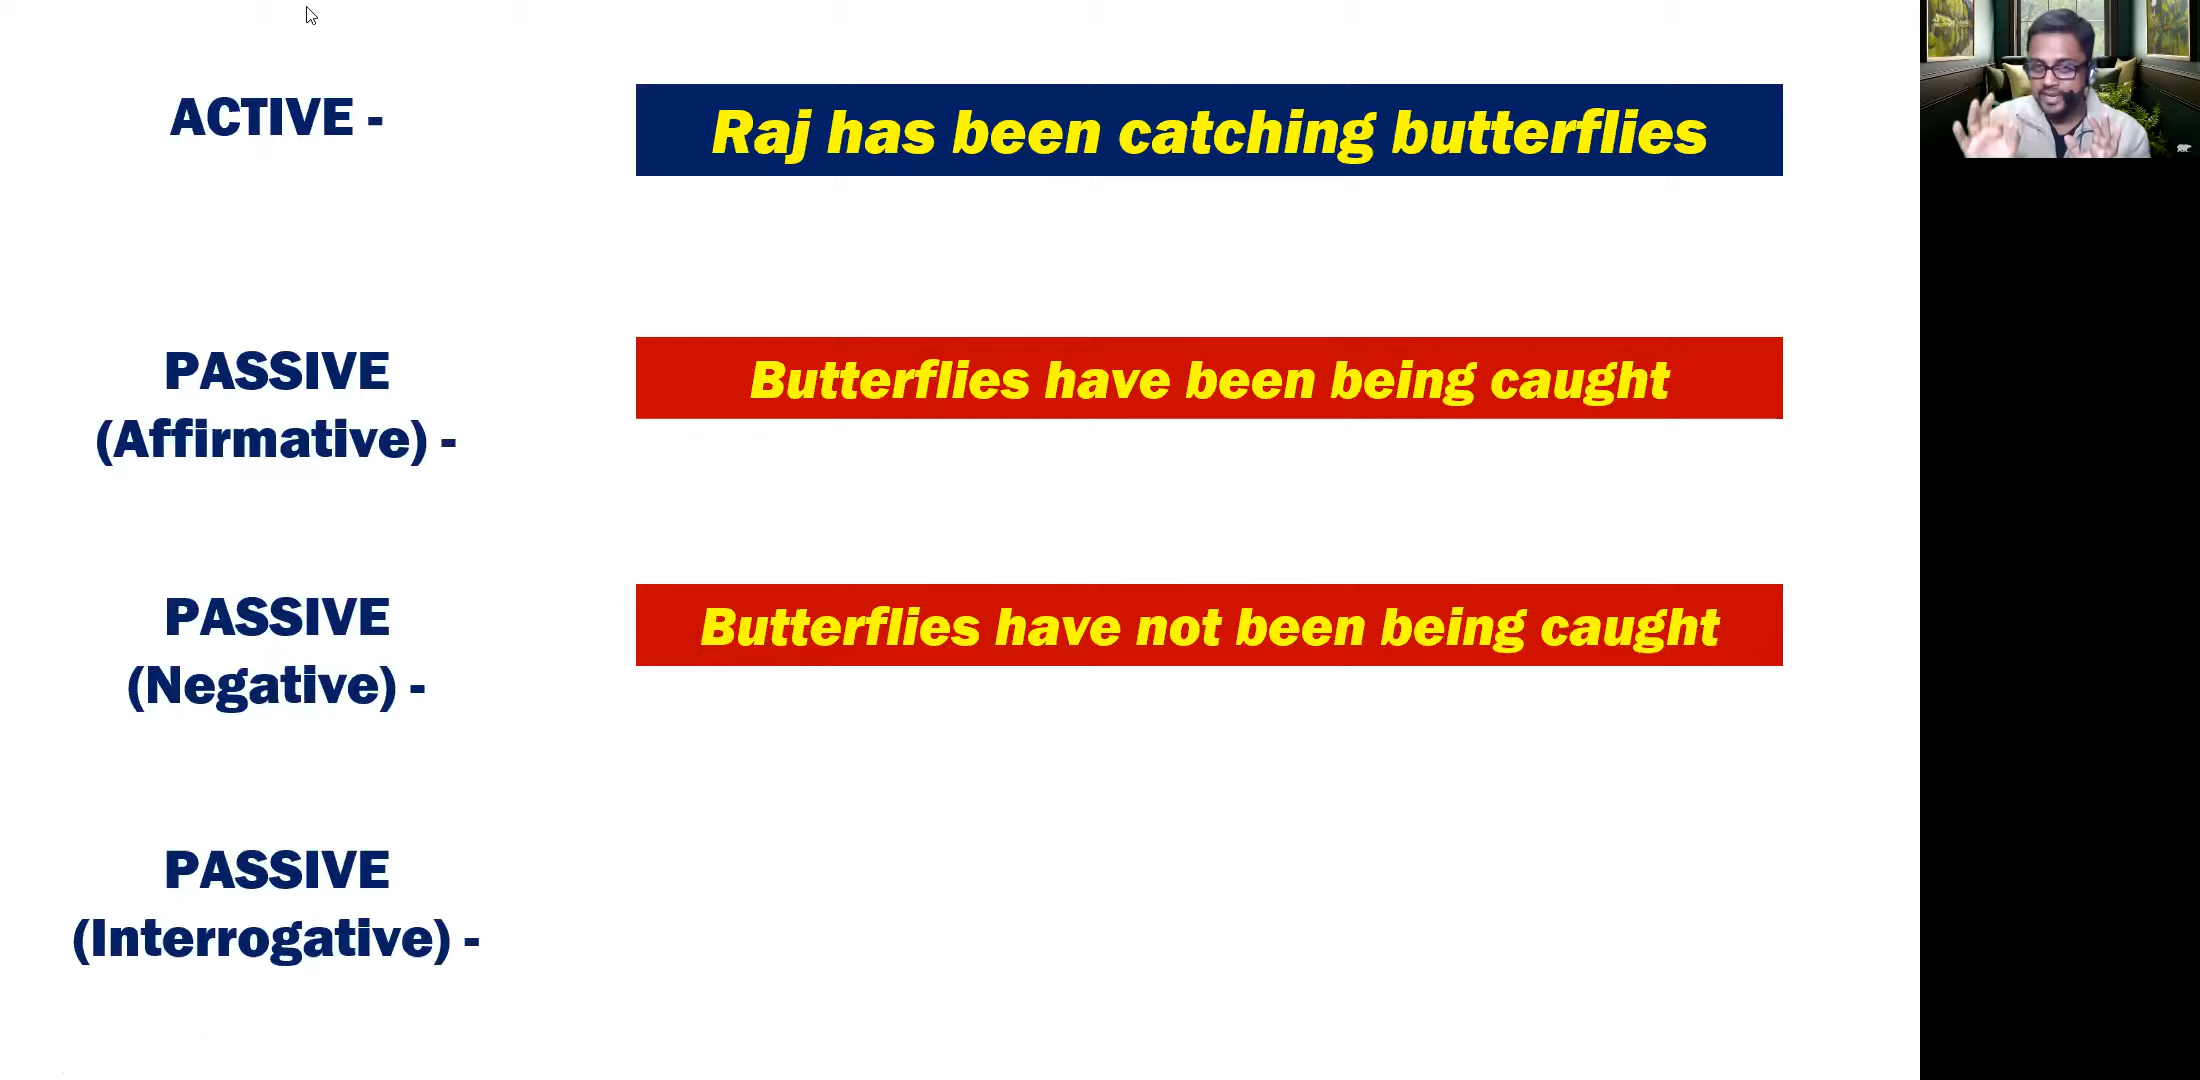 ACTIVE -
Raj has been catching butterflies
PASSIVE
(Affirmative) -
Butterflies have been being caught
PASSIVE
(Negative) -
Butterflies have not been being caught
PASSIVE
(Interrogative) -